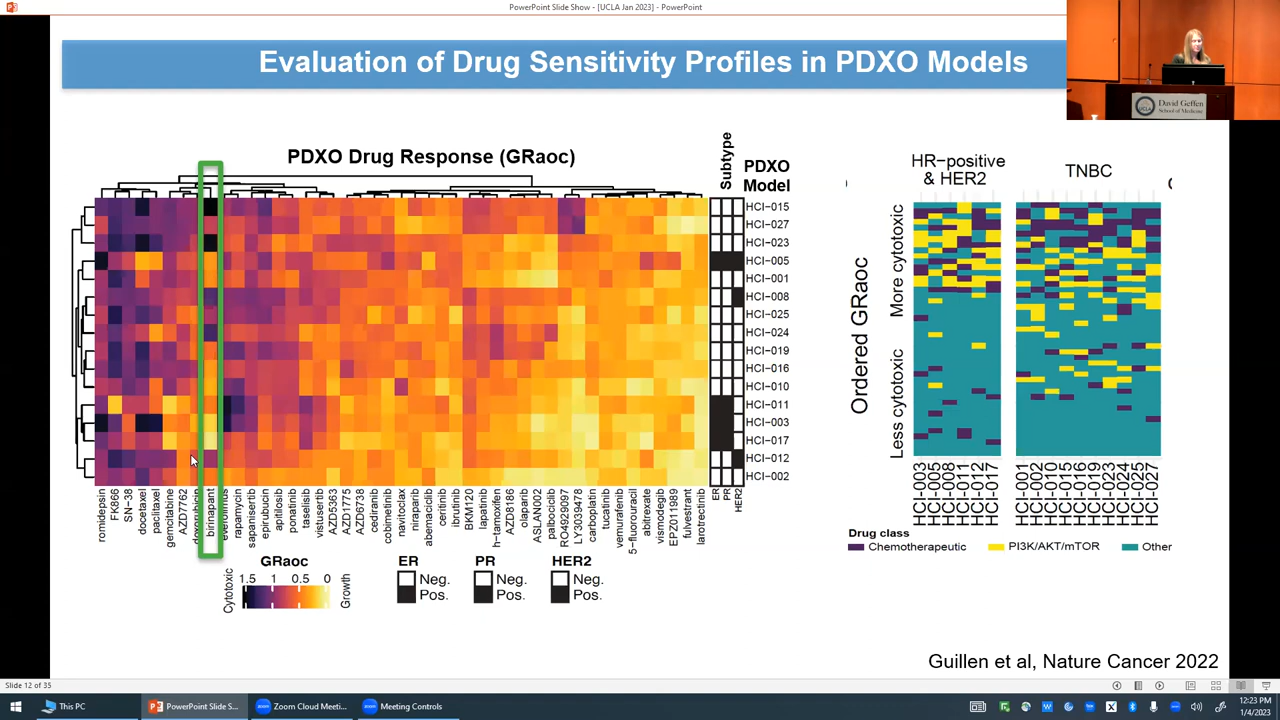 PowerPoint Slide Show - [UCLA Jan 2023] - PowerPoint
Evaluation of Drug Sensitivity Profiles in PDXO Models
UCLA
David Geffen
School of Medicine
PDXO Drug Response (GRaoc)
Subtype
PDXO
Model
HCI-015
HCI-027
HCI-023
HCI-005
HCI-001
HCI-008
HCI-025
HCI-024
HCI-019
HCI-016
HCI-010
HCI-011
HCI-003
HCI-017
HCI-012
HCI-002
romidepsin
FK866
SN-38
docetaxel
paclitaxel
gemcitabine
AZD7762
doxorubicin
birinapant
everolimus
rapamycin
sapanisertib
epirubicin
aplilosib
ponatinib
taselisib
vistusertib
AZD5363
AZD1775
AZD6738
cediranib
cobimetinib
navitoclax
niraparib
abemaciclib
ceritinib
ibrutinib
BKM120
lapatinib
h-tamoxifen
AZD8186
olaparib
ASLAN002
palbociclib
RO4929097
LY3039478
carboplatin
tucatinib
vemurafenib
5-fluorouracil
abitrexate
vismodegib
EPZ011989
fulvestrant
larotrectinib
ER
PR
HER2
GRaoc
Cytotoxic
1.5 1 0.5 0
Growth
ER
Neg.
Pos.
PR
Neg.
Pos.
HER2
Neg.
Pos.
HR-positive
& HER2
TNBC
Ordered GRaoc
More cytotoxic
Less cytotoxic
HCI-003
HCI-005
HCI-008
HCI-011
HCI-012
HCI-017
HCI-001
HCI-002
HCI-010
HCI-015
HCI-016
HCI-019
HCI-023
HCI-024
HCI-025
HCI-027
Drug class
Chemotherapeutic
PI3K/AKT/mTOR
Other
Guillen et al, Nature Cancer 2022
Slide 12 of 35
This PC
PowerPoint Slide S...
Zoom Cloud Meeti...
Meeting Controls
12:23 PM
1/4/2023